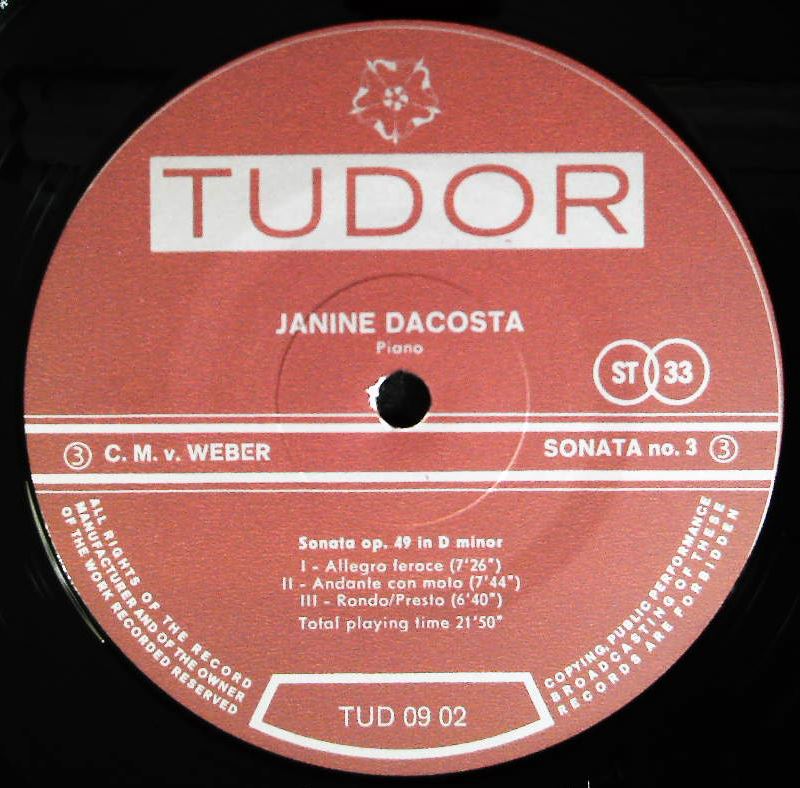 TUDOR
JANINE DACOSTA
Piano
ST 33
3 C. M. v. WEBER
SONATA no. 3 3
Sonata op. 49 in D minor
I - Allegro feroce (7'26")
II - Andante con moto (7'44")
III - Rondo/Presto (6'40")
Total playing time 21'50"
ALL RIGHTS OF THE RECORD
MANUFACTURER AND OF THE OWNER
OF THE WORK RECORDED RESERVED
COPYING, PUBLIC PERFORMANCE
BROADCASTING OF THESE
RECORDS ARE FORBIDDEN
TUD 09 02